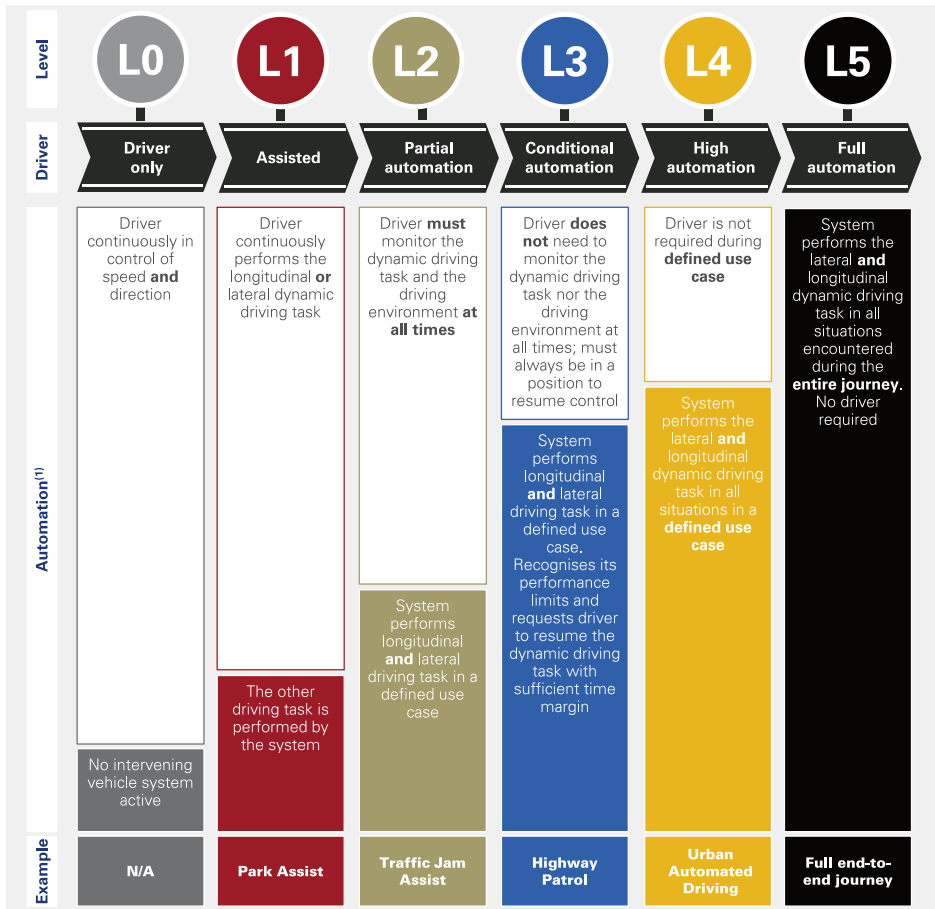 Level
L0
L1
L2
L3
L4
L5
Driver
Driver
only
Assisted
Partial
automation
Conditional
automation
High
automation
Full
automation
Automation(1)
Driver
continuously in
control of
speed and
direction
No intervening
vehicle system
active
Driver
continuously
performs the
longitudinal or
lateral dynamic
driving task
The other
driving task is
performed by
the system
Driver must
monitor the
dynamic driving
task and the
driving
environment at
all times
System
performs
longitudinal
and lateral
driving task in a
defined use
case
Driver does
not need to
monitor the
dynamic driving
task nor the
driving
environment at
all times; must
always be in a
position to
resume control
System
performs
longitudinal
and lateral
driving task in a
defined use
case.
Recognises its
performance
limits and
requests driver
to resume the
dynamic driving
task with
sufficient time
margin
Driver is not
required during
defined use
case
System
performs the
lateral and
longitudinal
dynamic driving
task in all
situations in a
defined use
case
System
performs the
lateral and
longitudinal
dynamic driving
task in all
situations
encountered
during the
entire journey.
No driver
required
Example
N/A
Park Assist
Traffic Jam
Assist
Highway
Patrol
Urban
Automated
Driving
Full end-to-
end journey